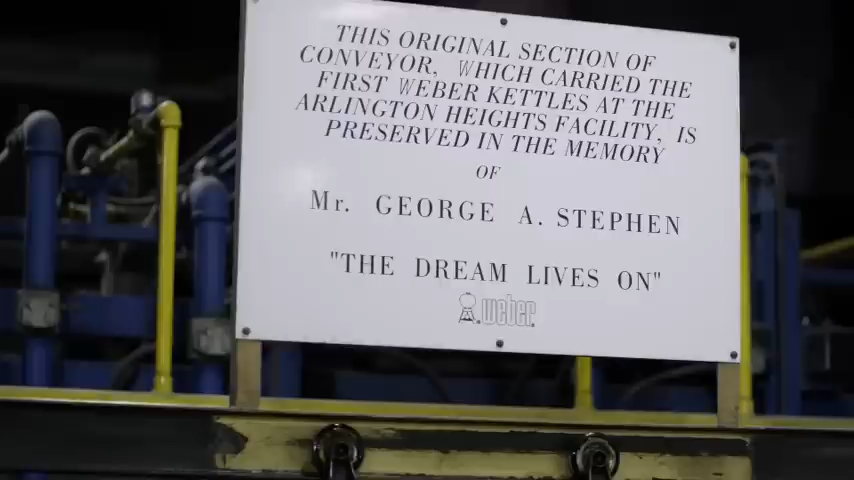 THIS ORIGINAL SECTION OF
CONVEYOR, WHICH CARRIED THE
FIRST WEBER KETTLES AT THE
ARLINGTON HEIGHTS FACILITY, IS
PRESERVED IN THE MEMORY
OF
Mr. GEORGE A. STEPHEN
"THE DREAM LIVES ON"
weber